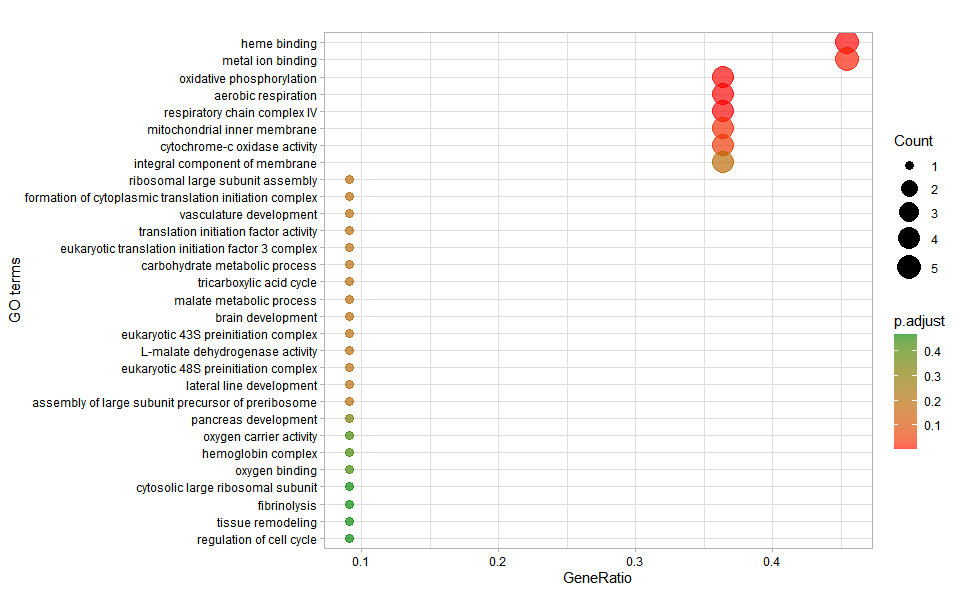 heme binding
metal ion binding
oxidative phosphorylation
aerobic respiration
respiratory chain complex IV
mitochondrial inner membrane
cytochrome-c oxidase activity
integral component of membrane
ribosomal large subunit assembly
formation of cytoplasmic translation initiation complex
vasculature development
translation initiation factor activity
eukaryotic translation initiation factor 3 complex
carbohydrate metabolic process
tricarboxylic acid cycle
malate metabolic process
brain development
eukaryotic 43S preinitiation complex
L-malate dehydrogenase activity
eukaryotic 48S preinitiation complex
lateral line development
assembly of large subunit precursor of preribosome
pancreas development
oxygen carrier activity
hemoglobin complex
oxygen binding
cytosolic large ribosomal subunit
fibrinolysis
tissue remodeling
regulation of cell cycle
GO terms
0.1 0.2 0.3 0.4
GeneRatio
Count
1
2
3
4
5
p.adjust
0.4
0.3
0.2
0.1